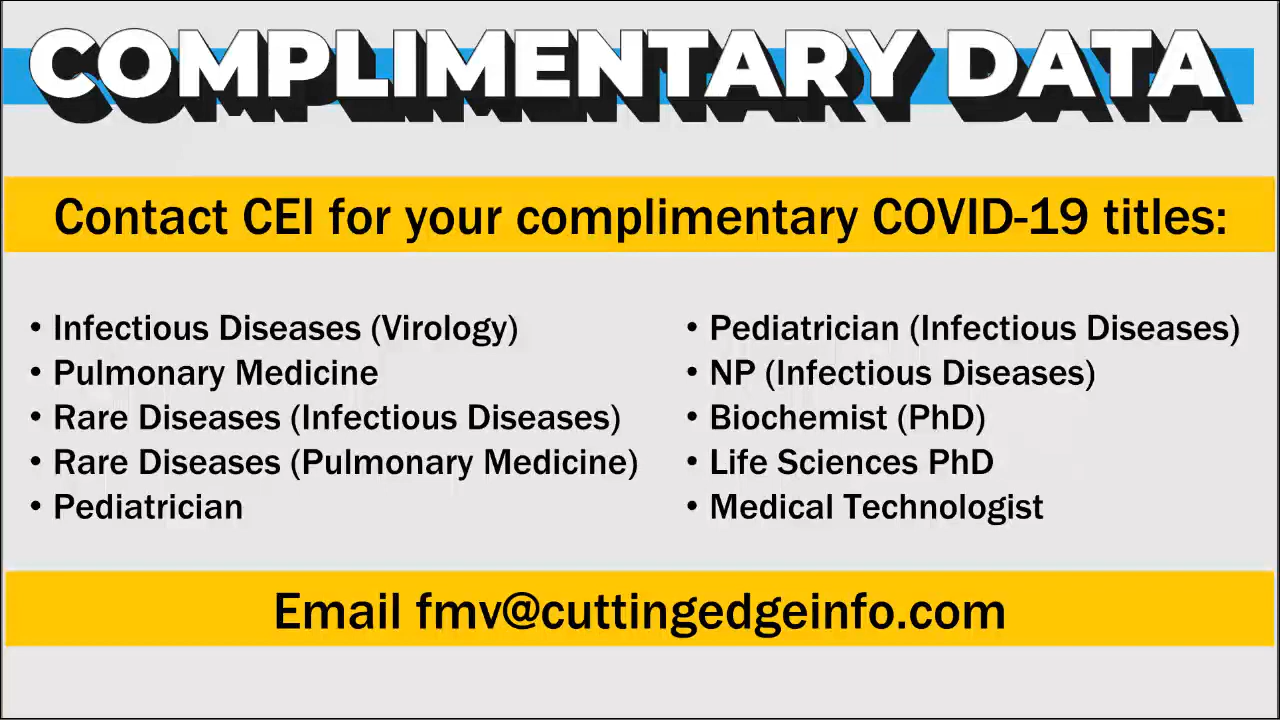 COMPLIMENTARY DATA
Contact CEI for your complimentary COVID-19 titles:
• Infectious Diseases (Virology)
• Pulmonary Medicine
• Rare Diseases (Infectious Diseases)
• Rare Diseases (Pulmonary Medicine)
• Pediatrician
• Pediatrician (Infectious Diseases)
• NP (Infectious Diseases)
• Biochemist (PhD)
• Life Sciences PhD
• Medical Technologist
Email fmv@cuttingedgeinfo.com